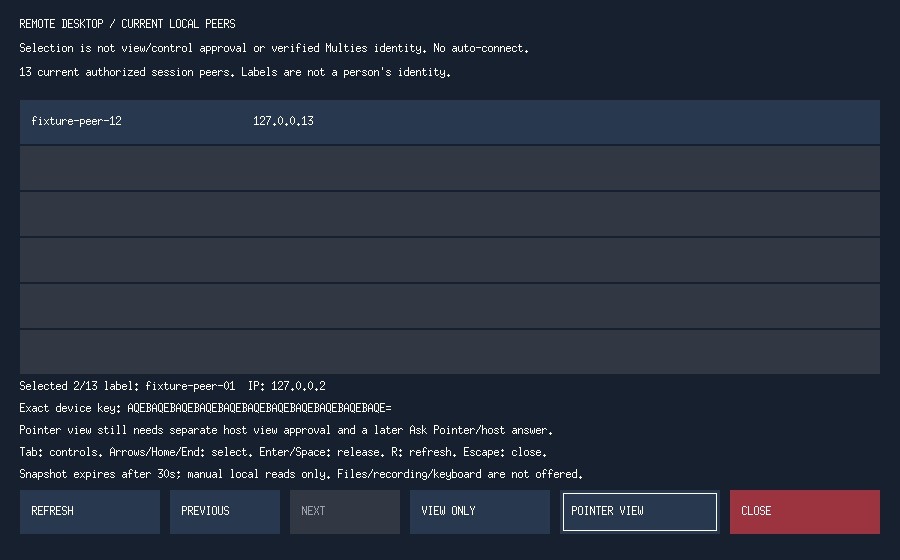 REMOTE DESKTOP / CURRENT LOCAL PEERS
Selection is not view/control approval or verified Multies identity. No auto-connect.
13 current authorized session peers. Labels are not a person's identity.
fixture-peer-12 127.0.0.13
Selected 2/13 label: fixture-peer-01 IP: 127.0.0.2
Exact device key: AQEBAQEBAQEBAQEBAQEBAQEBAQEBAQEBAQEBAQEBAQE=
Pointer view still needs separate host view approval and a later Ask Pointer/host answer.
Tab: controls. Arrows/Home/End: select. Enter/Space: release. R: refresh. Escape: close.
Snapshot expires after 30s; manual local reads only. Files/recording/keyboard are not offered.
REFRESH PREVIOUS NEXT VIEW ONLY POINTER VIEW CLOSE